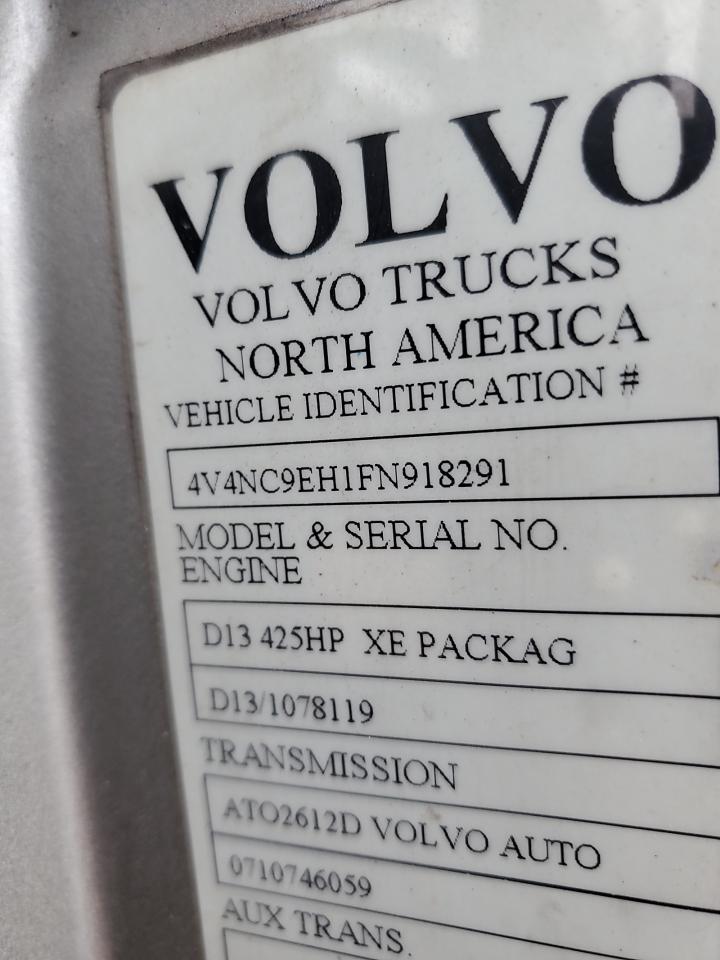 VOLVO
VOLVO TRUCKS
NORTH AMERICA
VEHICLE IDENTIFICATION #
4V4NC9EH1FN918291
MODEL & SERIAL NO.
ENGINE
D13 425HP XE PACKAG
D13/1078119
TRANSMISSION
ATO2612D VOLVO AUTO
0710746059
AUX TRANS.